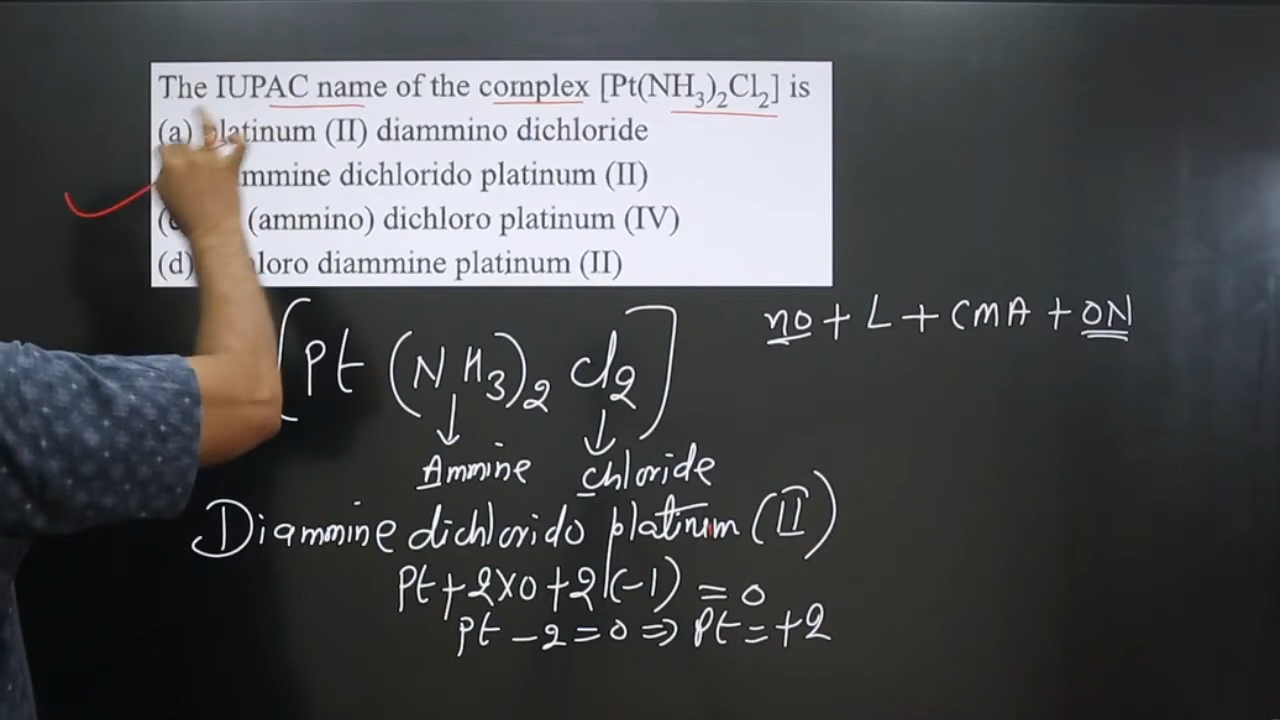 The IUPAC name of the complex [Pt(NH₃)₂Cl₂] is
(a) platinum (II) diammino dichloride
mmine dichlorido platinum (II)
(ammino) dichloro platinum (IV)
(d) loro diammine platinum (II)
no + L + CMA + ON
[Pt (NH₃)₂ Cl₂]
Ammine chloride
Diammine dichlorido platinum (II)
Pt + 2×0 + 2(-1) = 0
Pt - 2 = 0 ⇒ Pt = +2